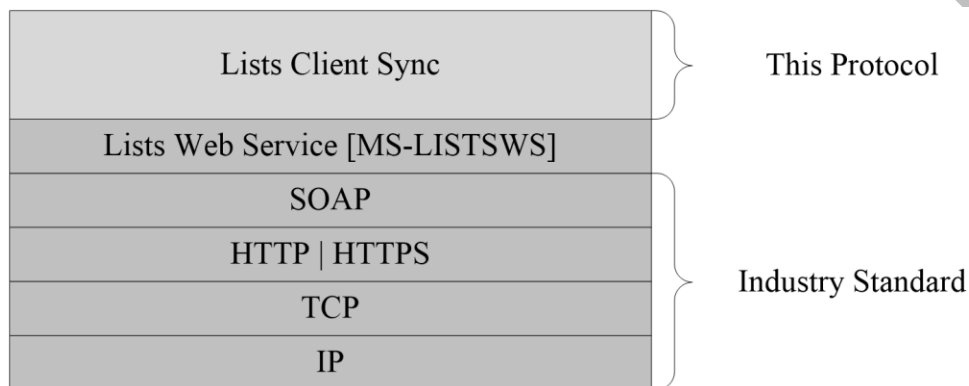 Lists Client Sync
This Protocol
Lists Web Service [MS-LISTSWS]
SOAP
HTTP | HTTPS
Industry Standard
TCP
IP